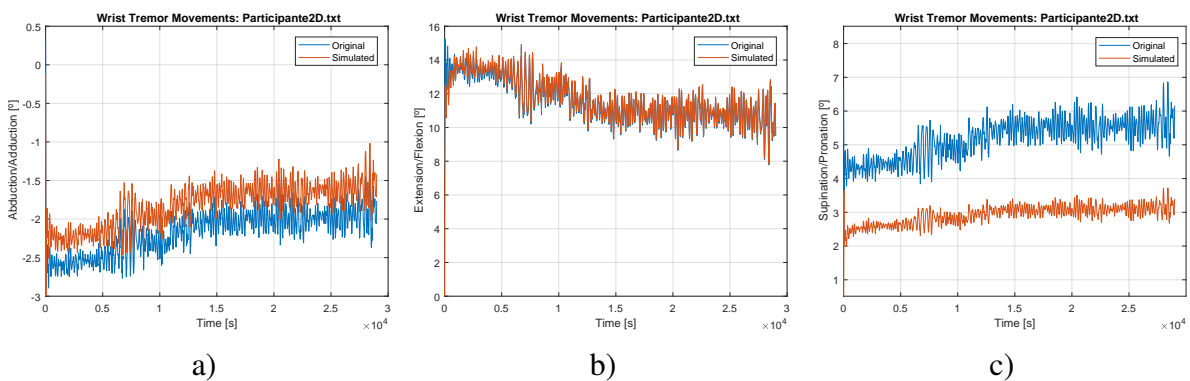 Wrist Tremor Movements: Participante2D.txt
Abduction/Adduction [º]
0.5
0
-0.5
-1
-1.5
-2
-2.5
-3
Original
Simulated
0 0.5 1 1.5 2 2.5 3
Time [s]
×10⁴
a)
Wrist Tremor Movements: Participante2D.txt
Extension/Flexion [º]
16
14
12
10
8
6
4
2
0
Original
Simulated
0 0.5 1 1.5 2 2.5 3
Time [s]
×10⁴
b)
Wrist Tremor Movements: Participante2D.txt
Supination/Pronation [º]
8
7
6
5
4
3
2
1
Original
Simulated
0 0.5 1 1.5 2 2.5 3
Time [s]
×10⁴
c)